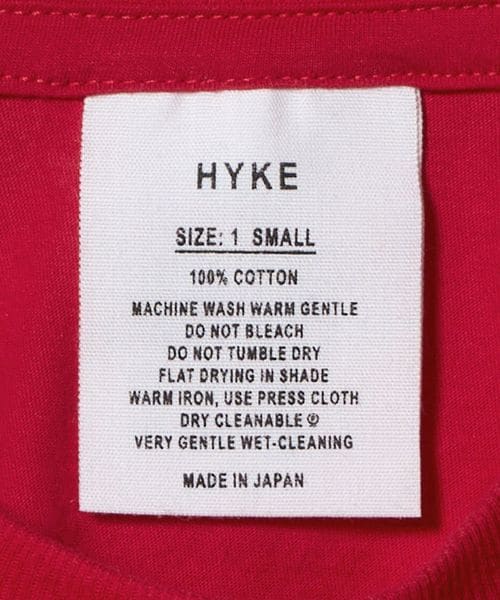 HYKE
SIZE: 1 SMALL
100% COTTON
MACHINE WASH WARM GENTLE
DO NOT BLEACH
DO NOT TUMBLE DRY
FLAT DRYING IN SHADE
WARM IRON, USE PRESS CLOTH
DRY CLEANABLE Ⓟ
VERY GENTLE WET-CLEANING
MADE IN JAPAN